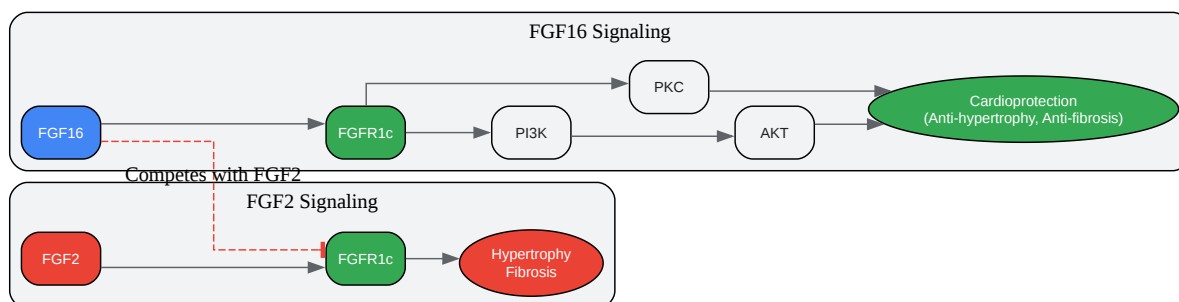 FGF16 Signaling
PKC
Cardioprotection
(Anti-hypertrophy, Anti-fibrosis)
FGF16
FGFR1c
PI3K
AKT
Competes with FGF2
FGF2 Signaling
FGF2
FGFR1c
Hypertrophy
Fibrosis